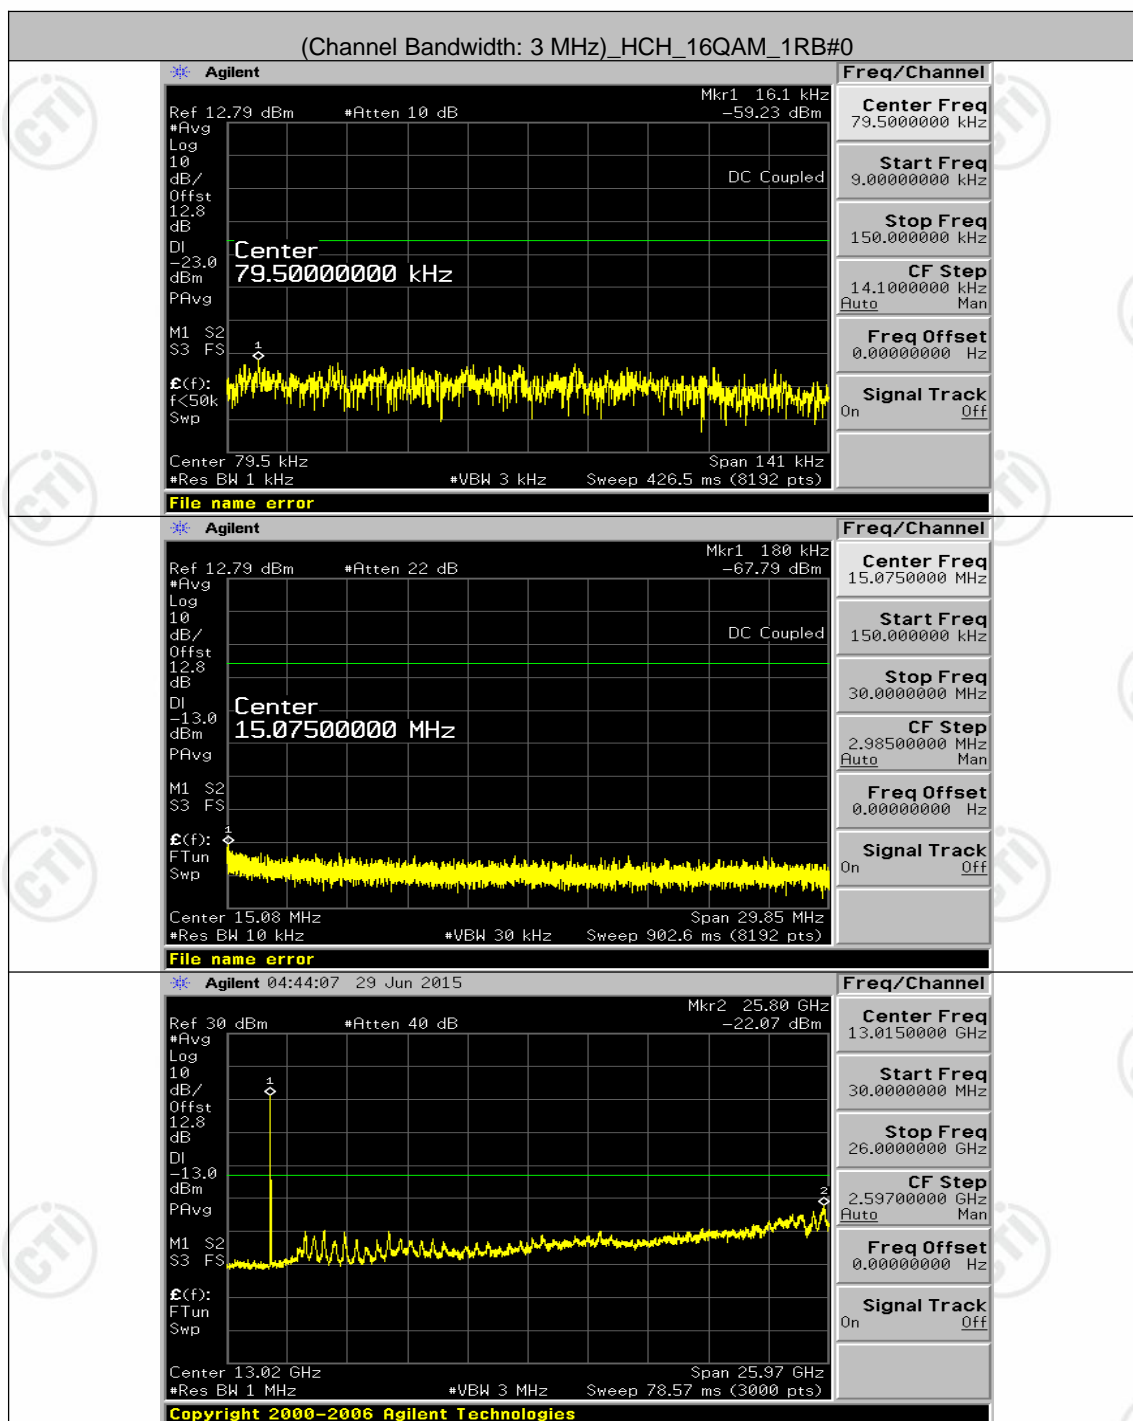 (Channel Bandwidth: 3 MHz)_HCH_16QAM_1RB#0
Agilent
Freq/Channel
Mkr1 16.1 kHz
Ref 12.79 dBm #Atten 10 dB -59.23 dBm
#Avg
Log
10
dB/
Offst
12.8
dB
DI
-23.0
dBm
PAvg
M1 S2
S3 FS
£(f):
f<50k
Swp
DC Coupled
Center
79.50000000 kHz
1
Center 79.5 kHz Span 141 kHz
#Res BW 1 kHz #VBW 3 kHz Sweep 426.5 ms (8192 pts)
File name error
Center Freq
79.5000000 kHz
Start Freq
9.00000000 kHz
Stop Freq
150.000000 kHz
CF Step
14.1000000 kHz
Auto Man
Freq Offset
0.00000000 Hz
Signal Track
On Off
Agilent
Freq/Channel
Mkr1 180 kHz
Ref 12.79 dBm #Atten 22 dB -67.79 dBm
#Avg
Log
10
dB/
Offst
12.8
dB
DI
-13.0
dBm
PAvg
M1 S2
S3 FS
£(f):
FTun
Swp
DC Coupled
Center
15.07500000 MHz
1
Center 15.08 MHz Span 29.85 MHz
#Res BW 10 kHz #VBW 30 kHz Sweep 902.6 ms (8192 pts)
File name error
Center Freq
15.0750000 MHz
Start Freq
150.000000 kHz
Stop Freq
30.0000000 MHz
CF Step
2.98500000 MHz
Auto Man
Freq Offset
0.00000000 Hz
Signal Track
On Off
Agilent 04:44:07 29 Jun 2015
Freq/Channel
Mkr2 25.80 GHz
Ref 30 dBm #Atten 40 dB -22.07 dBm
#Avg
Log
10
dB/
Offst
12.8
dB
DI
-13.0
dBm
PAvg
M1 S2
S3 FS
£(f):
FTun
Swp
1
2
Center 13.02 GHz Span 25.97 GHz
#Res BW 1 MHz #VBW 3 MHz Sweep 78.57 ms (3000 pts)
Copyright 2000-2006 Agilent Technologies
Center Freq
13.0150000 GHz
Start Freq
30.0000000 MHz
Stop Freq
26.0000000 GHz
CF Step
2.59700000 GHz
Auto Man
Freq Offset
0.00000000 Hz
Signal Track
On Off
CTI
CTI
CTI
CTI
CTI
CTI
CTI
CTI